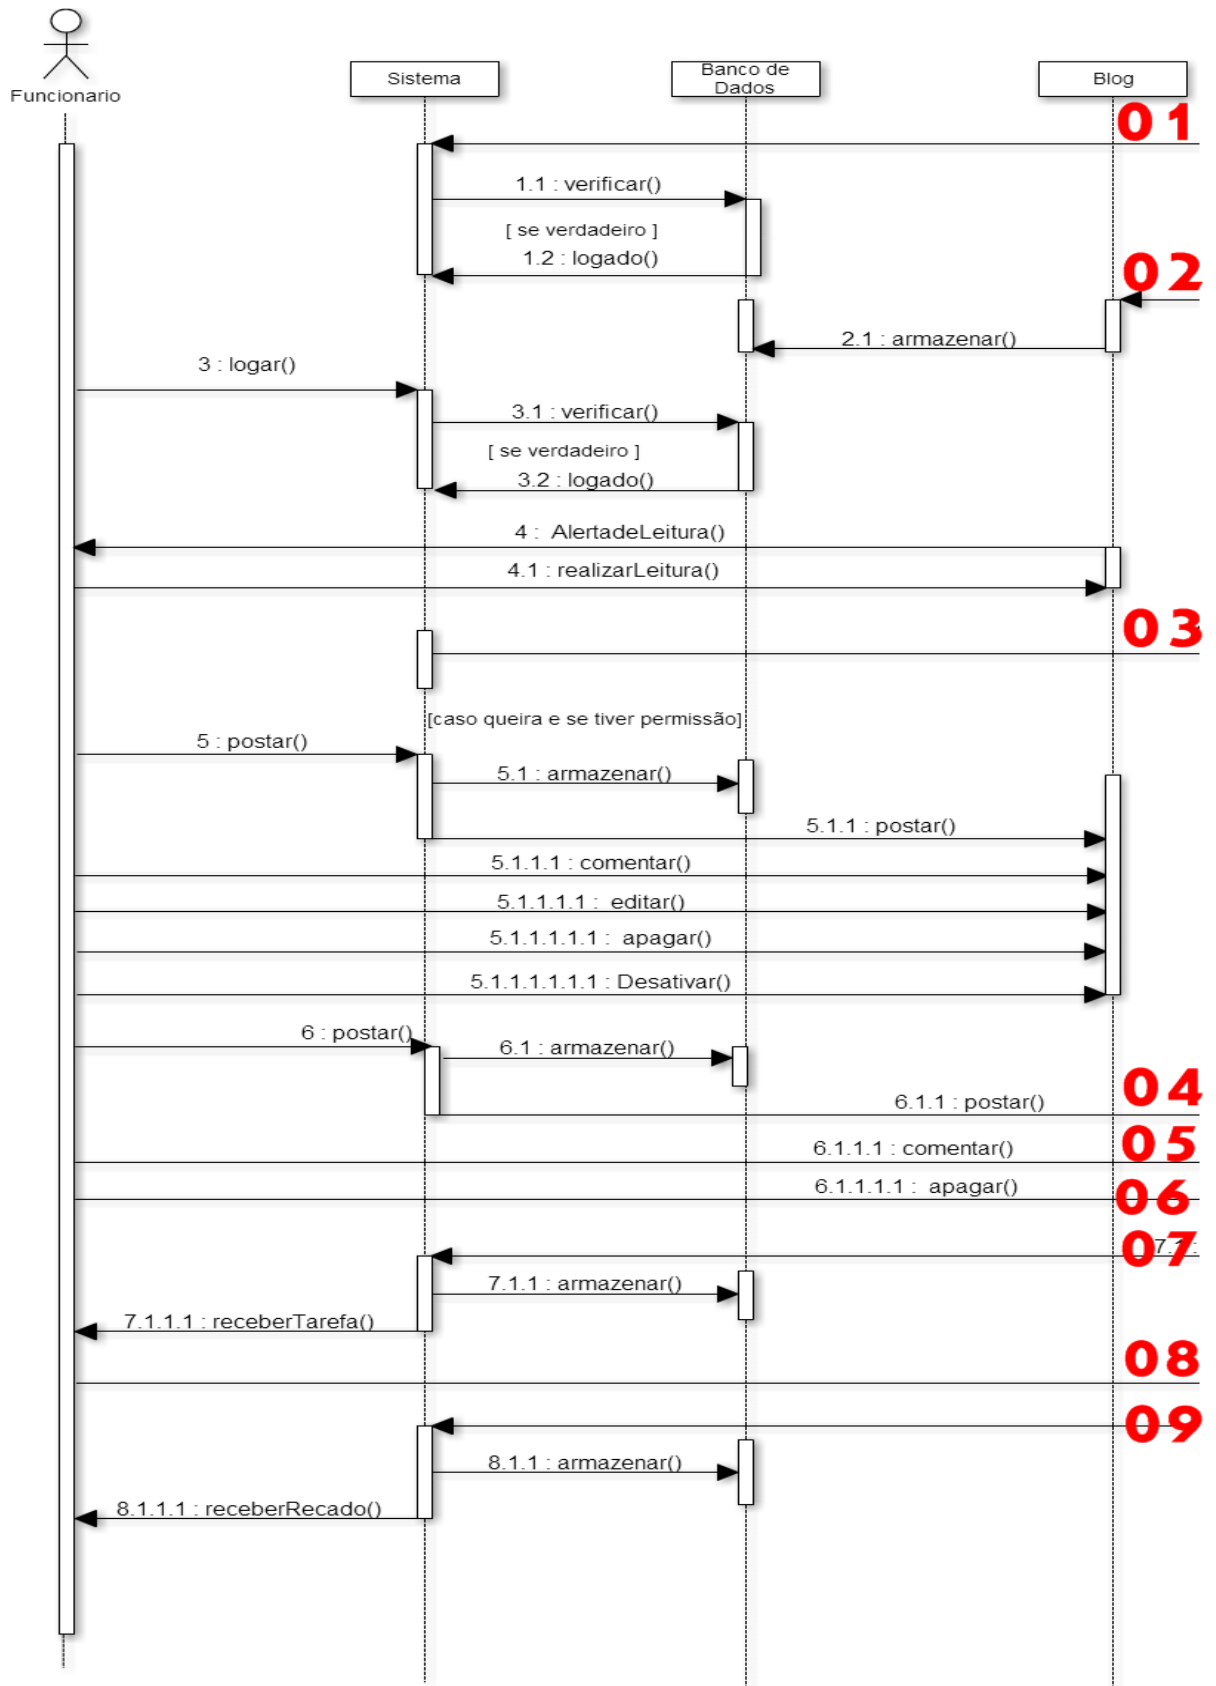 Funcionario
Sistema
Banco de
Dados
Blog
01
1.1 : verificar()
[ se verdadeiro ]
1.2 : logado()
02
2.1 : armazenar()
3 : logar()
3.1 : verificar()
[ se verdadeiro ]
3.2 : logado()
4 : AlertadeLeitura()
4.1 : realizarLeitura()
03
[caso queira e se tiver permissão]
5 : postar()
5.1 : armazenar()
5.1.1 : postar()
5.1.1.1 : comentar()
5.1.1.1.1 : editar()
5.1.1.1.1.1 : apagar()
5.1.1.1.1.1.1 : Desativar()
6 : postar()
6.1 : armazenar()
04
6.1.1 : postar()
05
6.1.1.1 : comentar()
06
6.1.1.1.1 : apagar()
07
7.1 :
7.1.1 : armazenar()
7.1.1.1 : receberTarefa()
08
09
8.1.1 : armazenar()
8.1.1.1 : receberRecado()